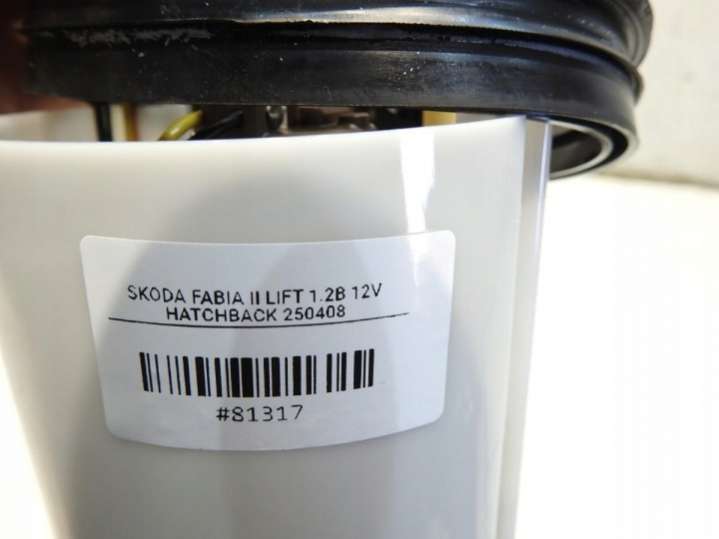 SKODA FABIA II LIFT 1.2B 12V
HATCHBACK 250408
#81317